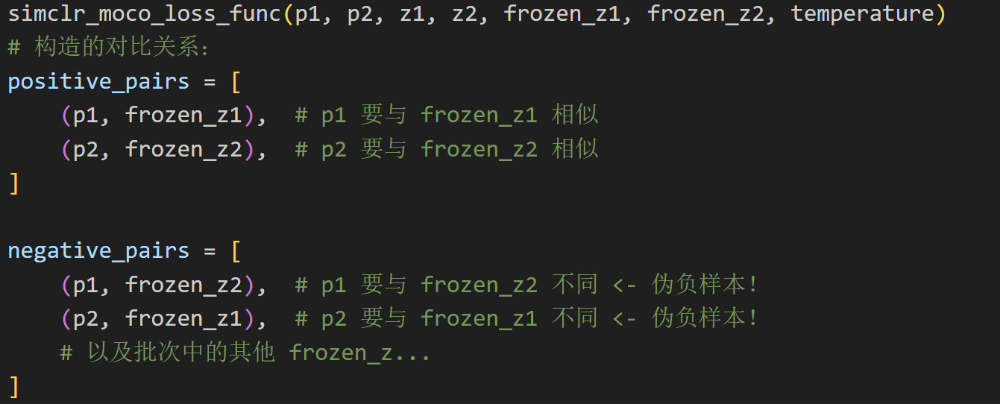 simclr_moco_loss_func(p1, p2, z1, z2, frozen_z1, frozen_z2, temperature)
# 构造的对比关系:
positive_pairs = [
    (p1, frozen_z1),  # p1 要与 frozen_z1 相似
    (p2, frozen_z2),  # p2 要与 frozen_z2 相似
]
negative_pairs = [
    (p1, frozen_z2),  # p1 要与 frozen_z2 不同 <- 伪负样本!
    (p2, frozen_z1),  # p2 要与 frozen_z1 不同 <- 伪负样本!
    # 以及批次中的其他 frozen_z...
]